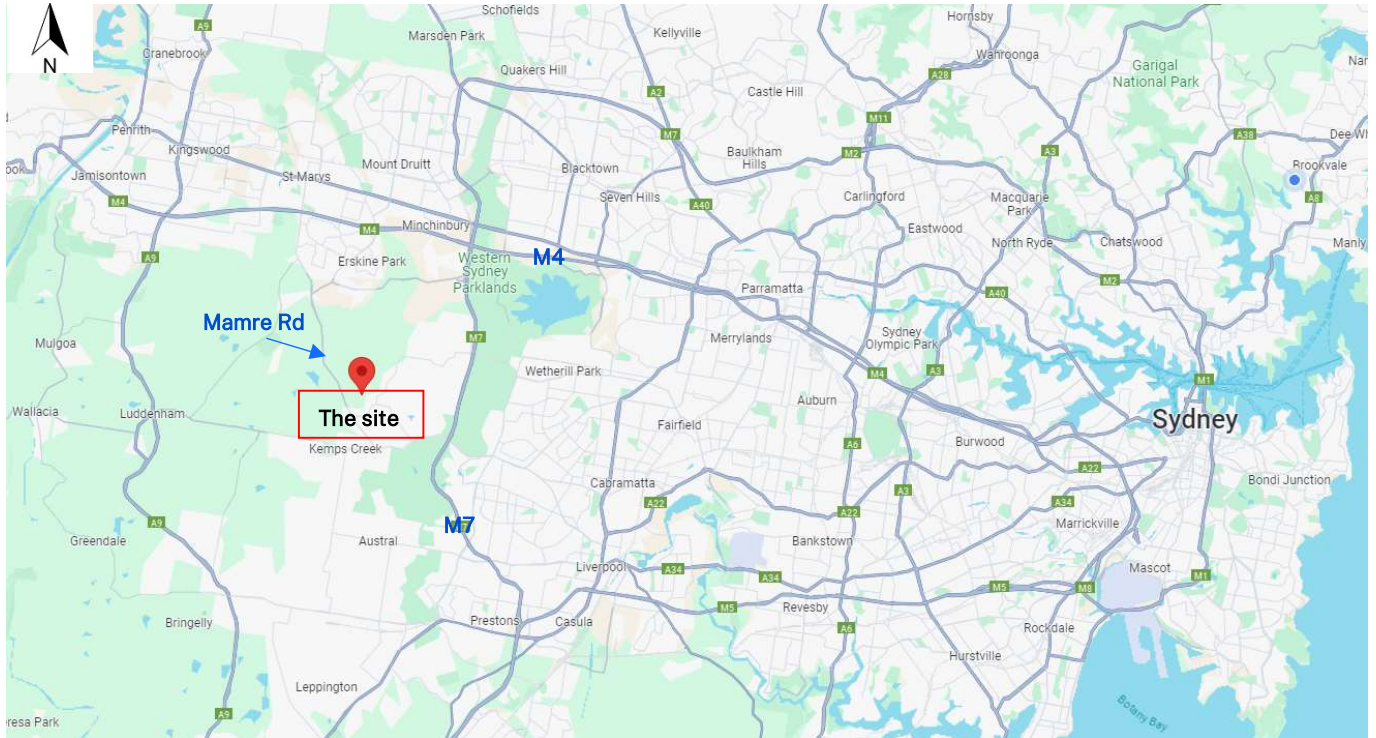 Schofields
Hornsby
A9
Marsden Park
Kellyville
N
Cranebrook
Wahroonga
Garigal
National Park
Nar
Quakers Hill
A28
A2
Castle Hill
M11
Penrith
M7
A38
Dee Wh
Kingswood
Mount Druitt
Baulkham
Hills
M2
A3
Brookvale
ook
Jamisontown
St Marys
Blacktown
Seven Hills
Carlingford
Macquarie
Park
A8
M4
A40
Minchinbury
M4
Eastwood
North Ryde
Chatswood
Manly
A9
Erskine Park
Western
Sydney
Parklands
M4
M2
Parramatta
A40
Mamre Rd
Mulgoa
M7
Merrylands
Sydney
Olympic Park
Wetherill Park
M4
A3
M1
Wallacia
Luddenham
The site
Auburn
Sydney
Fairfield
Kemps Creek
A6
Burwood
A22
Cabramatta
Bondi Junction
A22
A3
A34
A9
M7
A22
Marrickville
Greendale
Austral
Bankstown
Liverpool
A34
A34
Mascot
M1
M5
M5
M8
Bringelly
Prestons
Casula
Revesby
A6
Rockdale
Hurstville
Leppington
Botany Bay
A9
eresa Park